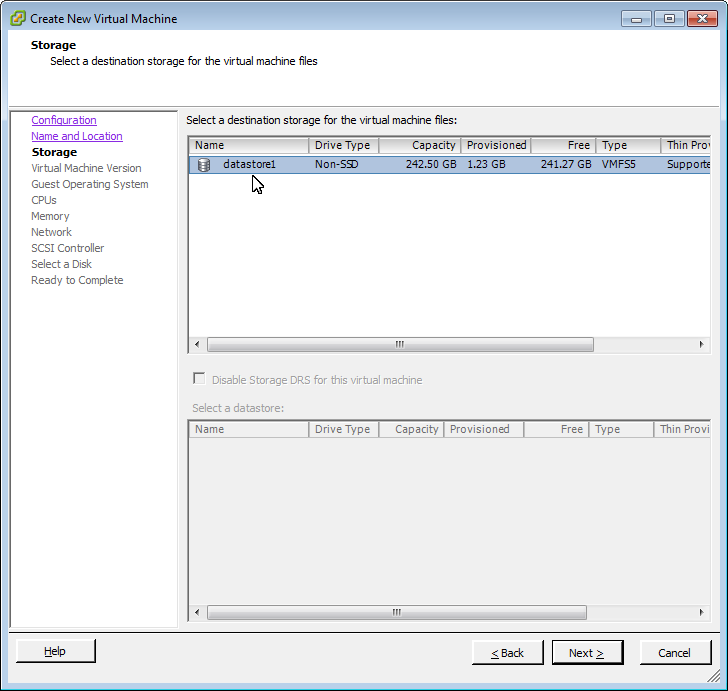 Create New Virtual Machine
Storage
Select a destination storage for the virtual machine files
Configuration
Name and Location
Storage
Virtual Machine Version
Guest Operating System
CPUs
Memory
Network
SCSI Controller
Select a Disk
Ready to Complete
Select a destination storage for the virtual machine files:
Name Drive Type Capacity Provisioned Free Type Thin Prov
datastore1 Non-SSD 242.50 GB 1.23 GB 241.27 GB VMFS5 Supporte
Disable Storage DRS for this virtual machine
Select a datastore:
Name Drive Type Capacity Provisioned Free Type Thin Provi
Help < Back Next > Cancel